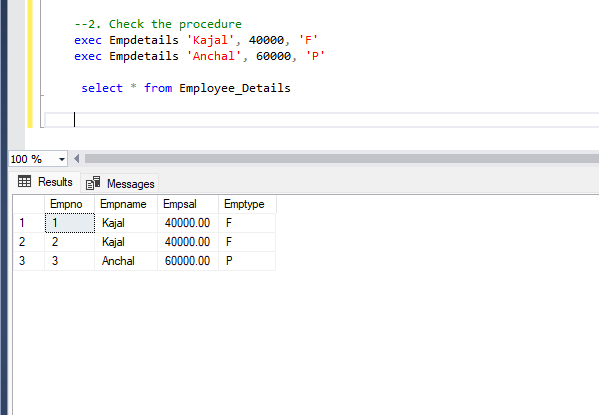 --2. Check the procedure
exec Empdetails 'Kajal', 40000, 'F'
exec Empdetails 'Anchal', 60000, 'P'
select * from Employee_Details
100 %
Results Messages
Empno Empname Empsal Emptype
1 1 Kajal 40000.00 F
2 2 Kajal 40000.00 F
3 3 Anchal 60000.00 P